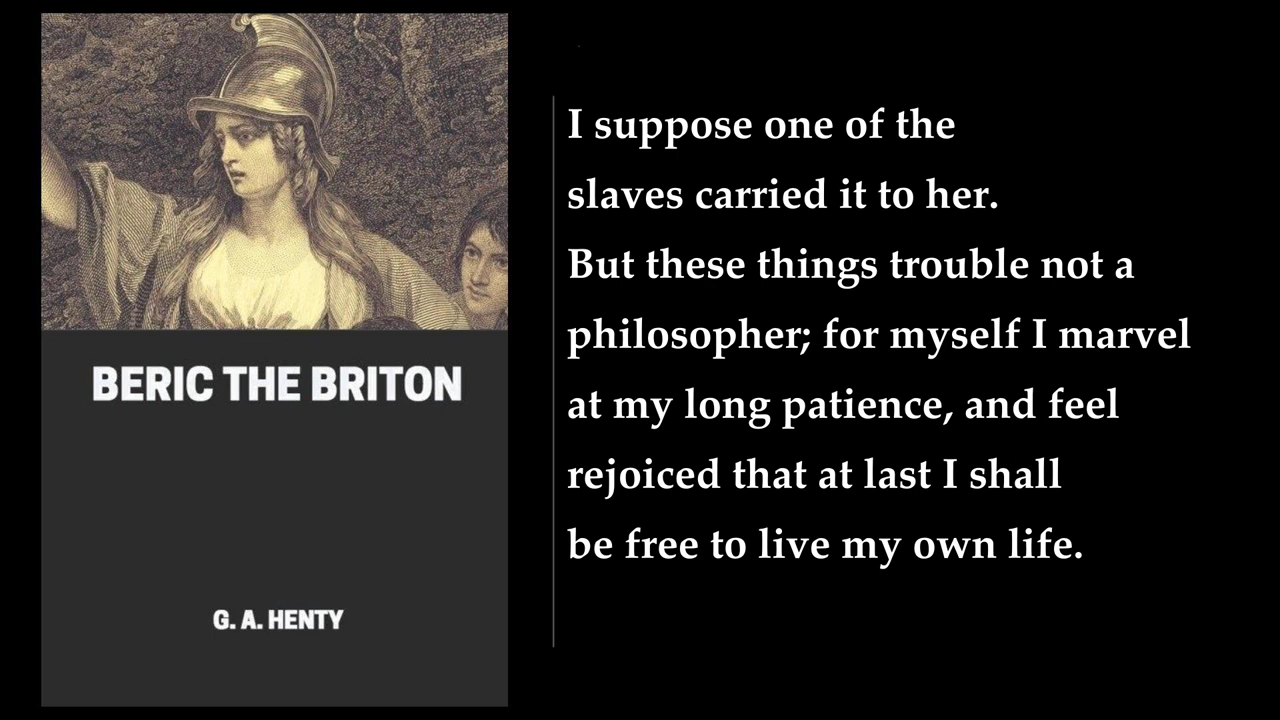 BERIC THE BRITON
G. A. HENTY
I suppose one of the
slaves carried it to her.
But these things trouble not a
philosopher; for myself I marvel
at my long patience, and feel
rejoiced that at last I shall
be free to live my own life.